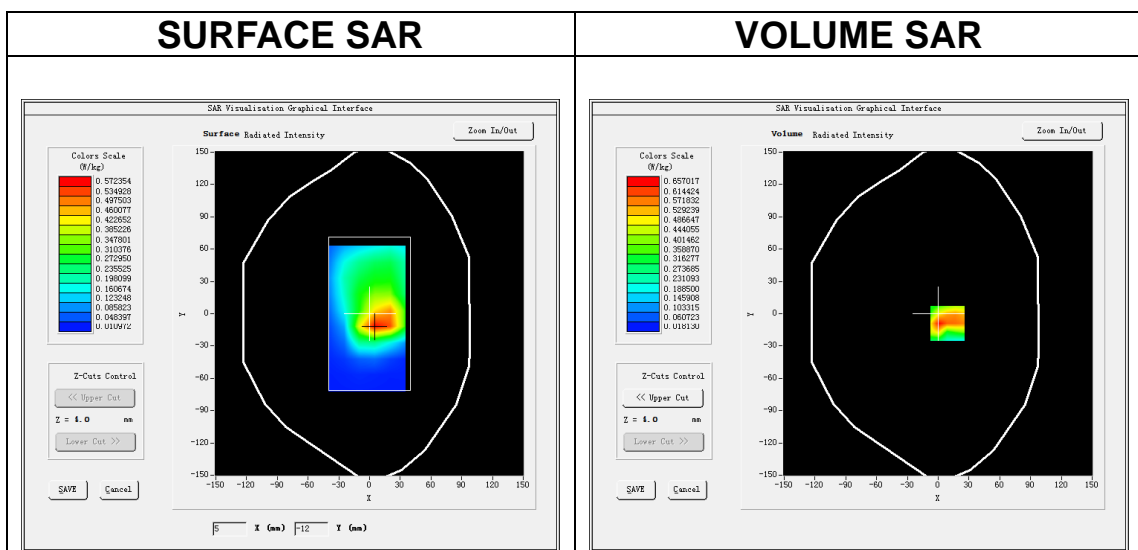 SURFACE SAR
VOLUME SAR
SAR Visualisation Graphical Interface
Surface Radiated Intensity
Zoom In/Out
Colors Scale
(W/kg)
0.572354
0.534928
0.497503
0.460077
0.422652
0.385226
0.347801
0.310376
0.272950
0.235525
0.198099
0.160674
0.123248
0.085823
0.048397
0.010972
150
120
90
60
30
0
-30
-60
-90
-120
-150
Y
-150 -120 -90 -60 -30 0 30 60 90 120 150
X
Z-Cuts Control
<< Upper Cut
Z = 4.0 mm
Lower Cut >>
SAVE Cancel
5 X (mm) -12 Y (mm)
SAR Visualisation Graphical Interface
Volume Radiated Intensity
Zoom In/Out
Colors Scale
(W/kg)
0.657017
0.614424
0.571832
0.529239
0.486647
0.444055
0.401462
0.358870
0.316277
0.273685
0.231093
0.188500
0.145908
0.103315
0.060723
0.018130
150
120
90
60
30
0
-30
-60
-90
-120
-150
Y
-150 -120 -90 -60 -30 0 30 60 90 120 150
X
Z-Cuts Control
<< Upper Cut
Z = 4.0 mm
Lower Cut >>
SAVE Cancel